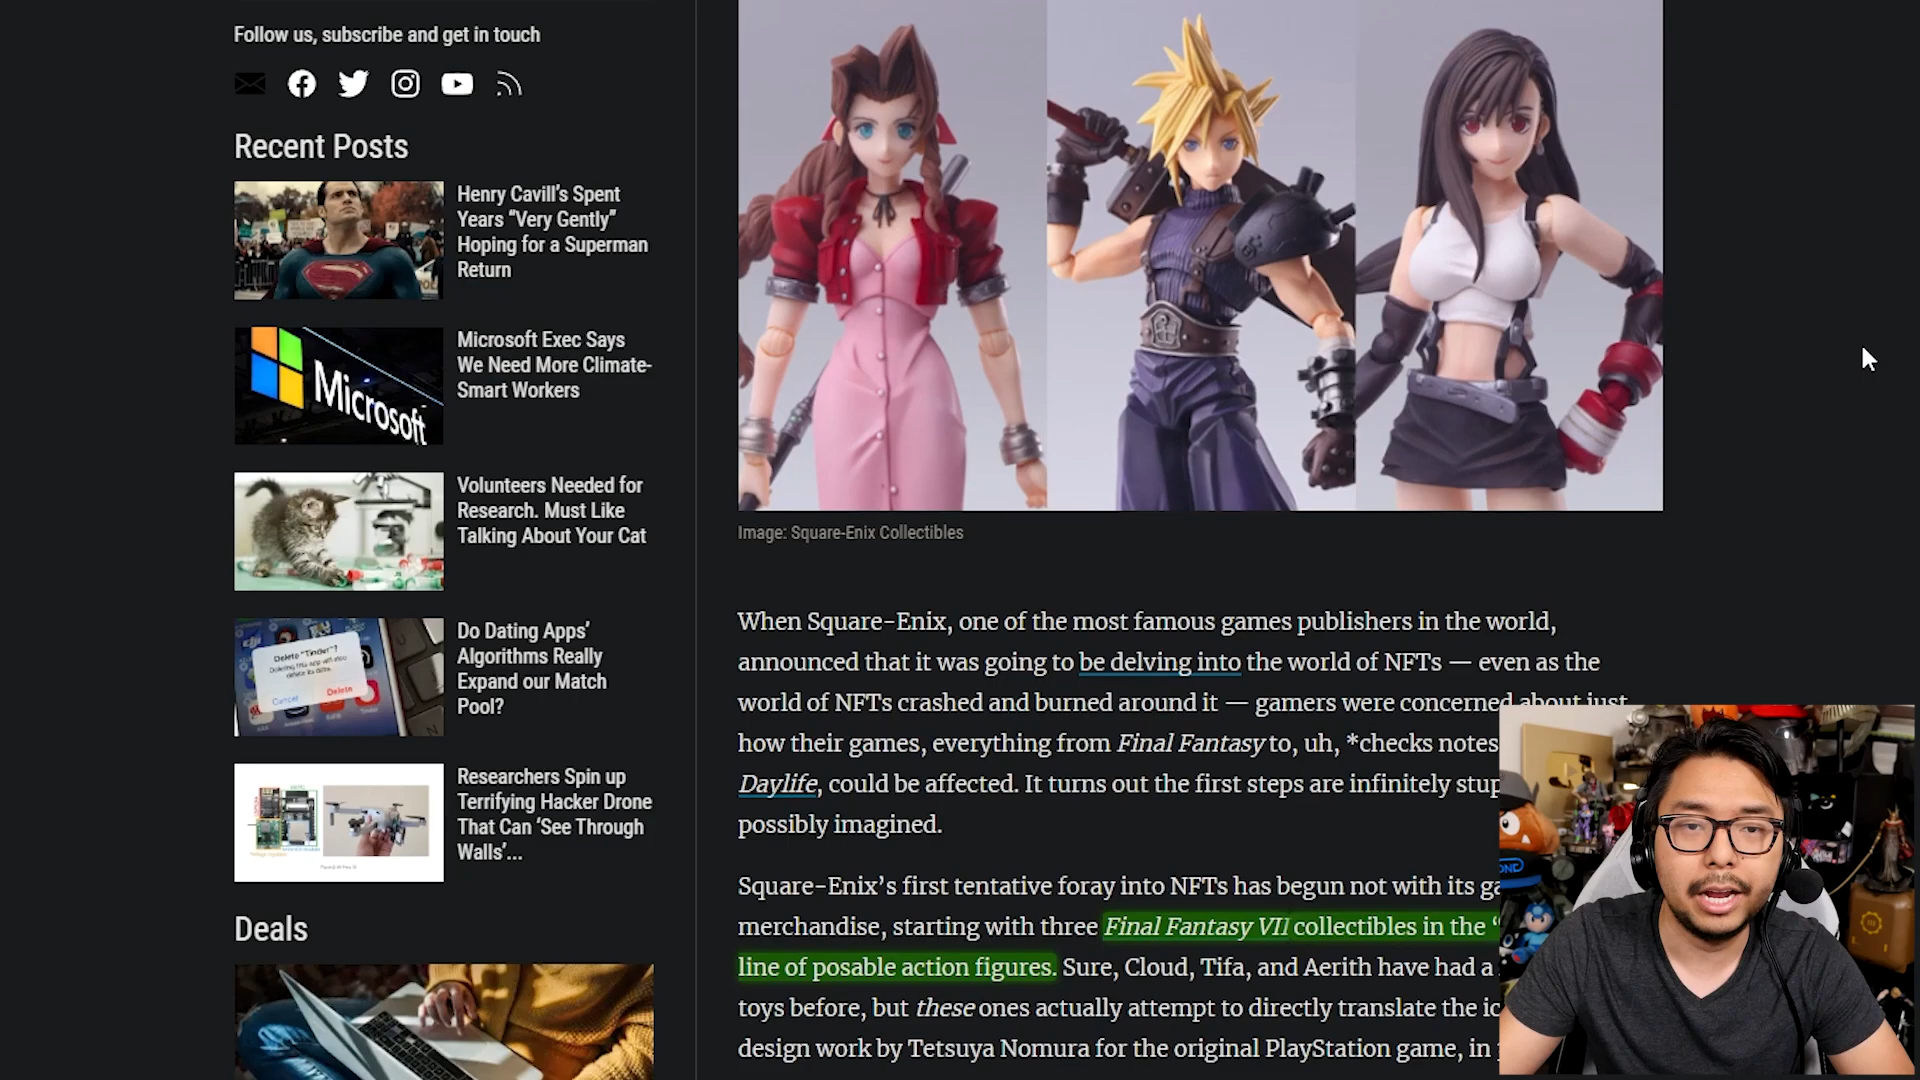 Follow us, subscribe and get in touch
Recent Posts
Henry Cavill’s Spent
Years “Very Gently”
Hoping for a Superman
Return
Microsoft
Microsoft Exec Says
We Need More Climate-
Smart Workers
Volunteers Needed for
Research. Must Like
Talking About Your Cat
Delete "Tinder"?
Cancel
Delete
Do Dating Apps’
Algorithms Really
Expand our Match
Pool?
Researchers Spin up
Terrifying Hacker Drone
That Can ‘See Through
Walls’...
Deals
Image: Square-Enix Collectibles
When Square-Enix, one of the most famous games publishers in the world,
announced that it was going to be delving into the world of NFTs — even as the
world of NFTs crashed and burned around it — gamers were concerned about just
how their games, everything from Final Fantasy to, uh, *checks notes
Daylife, could be affected. It turns out the first steps are infinitely stup
possibly imagined.
Square-Enix’s first tentative foray into NFTs has begun not with its ga
merchandise, starting with three Final Fantasy VII collectibles in the “
line of posable action figures. Sure, Cloud, Tifa, and Aerith have had a
toys before, but these ones actually attempt to directly translate the ic
design work by Tetsuya Nomura for the original PlayStation game, in